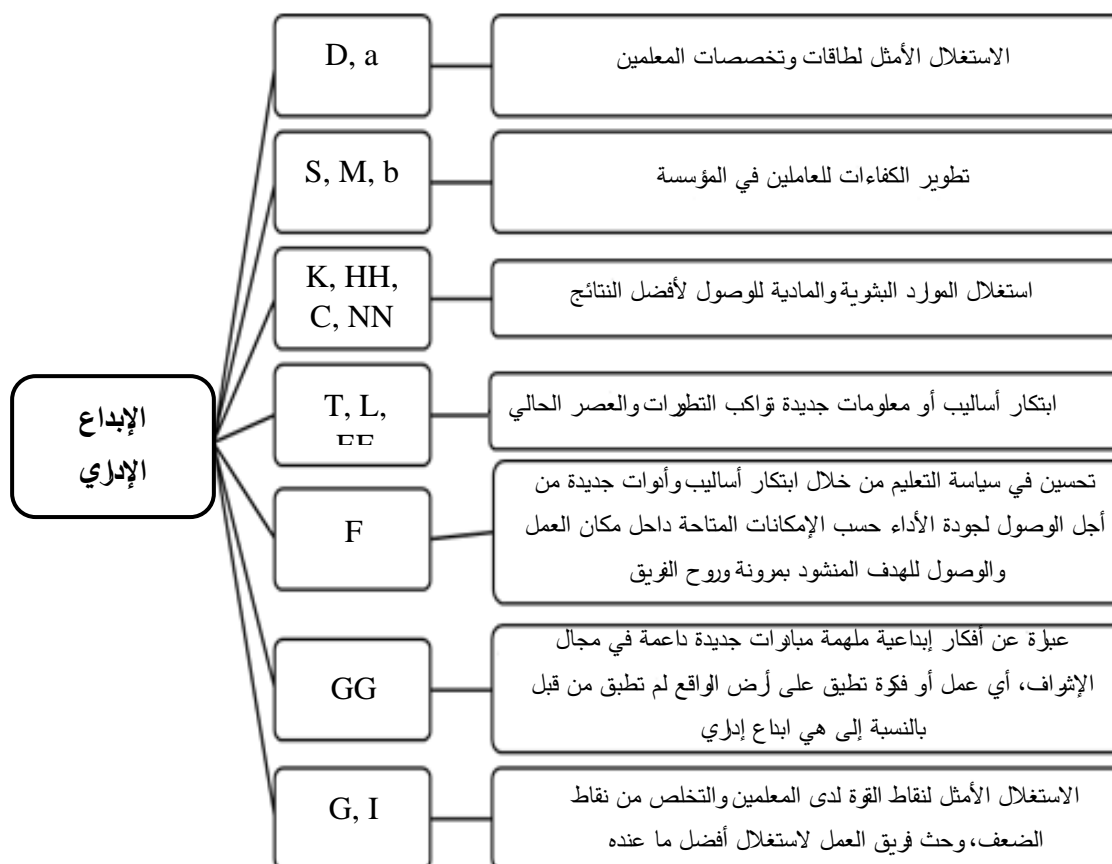 الإبداع
الإداري
D, a
الاستغلال الأمثل لطاقات وتخصصات المعلمين
S, M, b
تطوير الكفاءات للعاملين في المؤسسة
K, HH,
C, NN
استغلال الموارد البشرية والمادية للوصول لأفضل النتائج
T, L,
ابتكار أساليب أو معلومات جديدة تواكب التطورات والعصر الحالي
F
تحسين في سياسة التعليم من خلال ابتكار أساليب وأدوات جديدة من
أجل الوصول لجودة الأداء حسب الإمكانات المتاحة داخل مكان العمل
والوصول للهدف المنشود بمرونة وروح الفريق
GG
عبارة عن أفكار إبداعية ملهمة مبادرات جديدة داعمة في مجال
الإشراف، أي عمل أو فكرة تطبق على أرض الواقع لم تطبق من قبل
بالنسبة إلى هي ابداع إداري
G, I
الاستغلال الأمثل لنقاط القوة لدى المعلمين والتخلص من نقاط
الضعف، وحث فريق العمل لاستغلال أفضل ما عنده